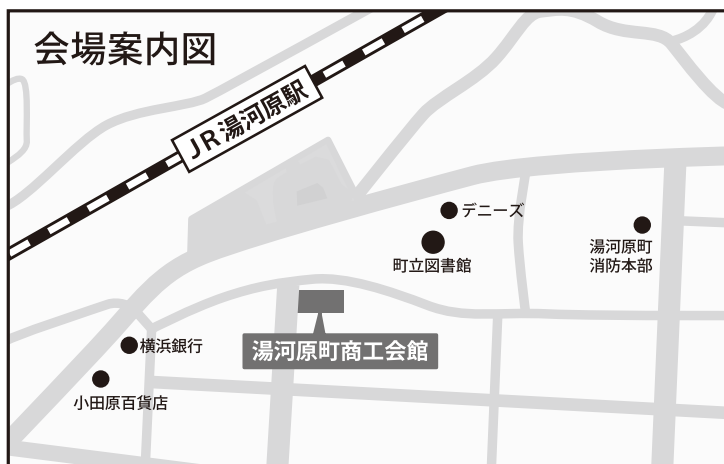 会場案内図
JR湯河原駅
デニーズ
町立図書館
湯河原町
消防本部
横浜銀行
湯河原町商工会館
小田原百貨店